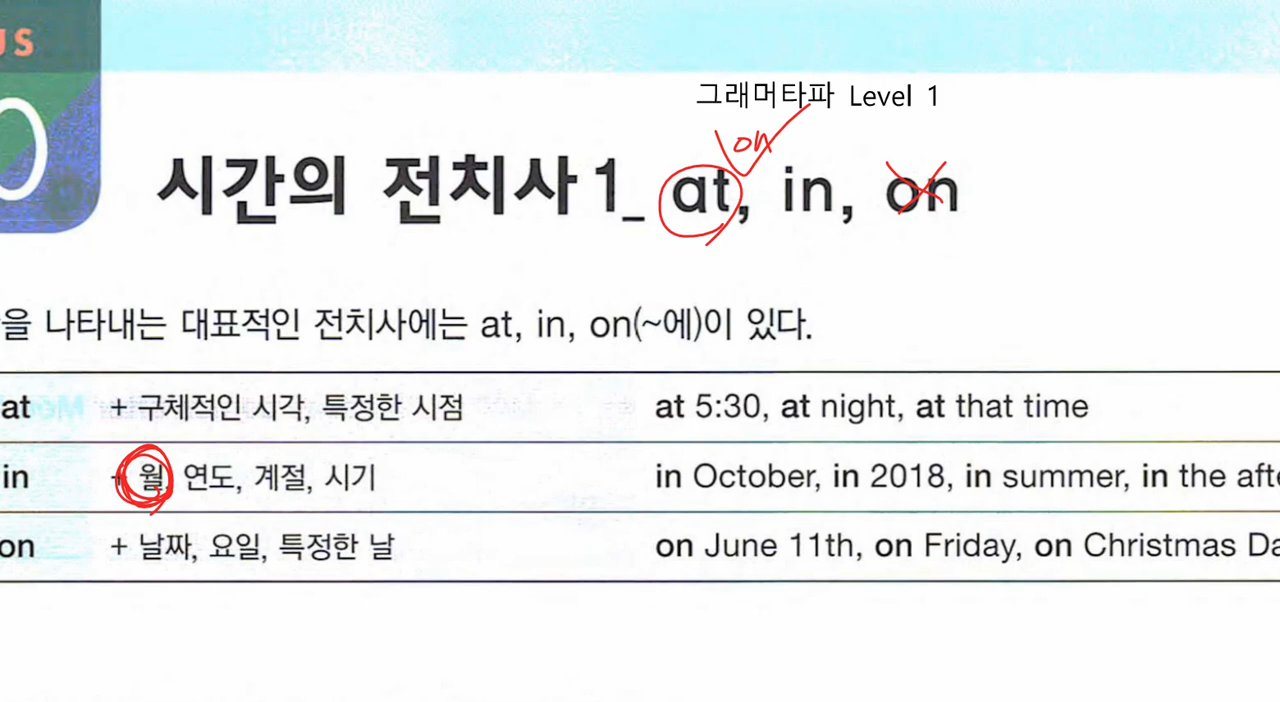 US
그래머타파 Level 1
on
시간의 전치사 1_ at, in, on
을 나타내는 대표적인 전치사에는 at, in, on(~에)이 있다.
at + 구체적인 시각, 특정한 시점 at 5:30, at night, at that time
in + 월, 연도, 계절, 시기 in October, in 2018, in summer, in the afte
on + 날짜, 요일, 특정한 날 on June 11th, on Friday, on Christmas Da